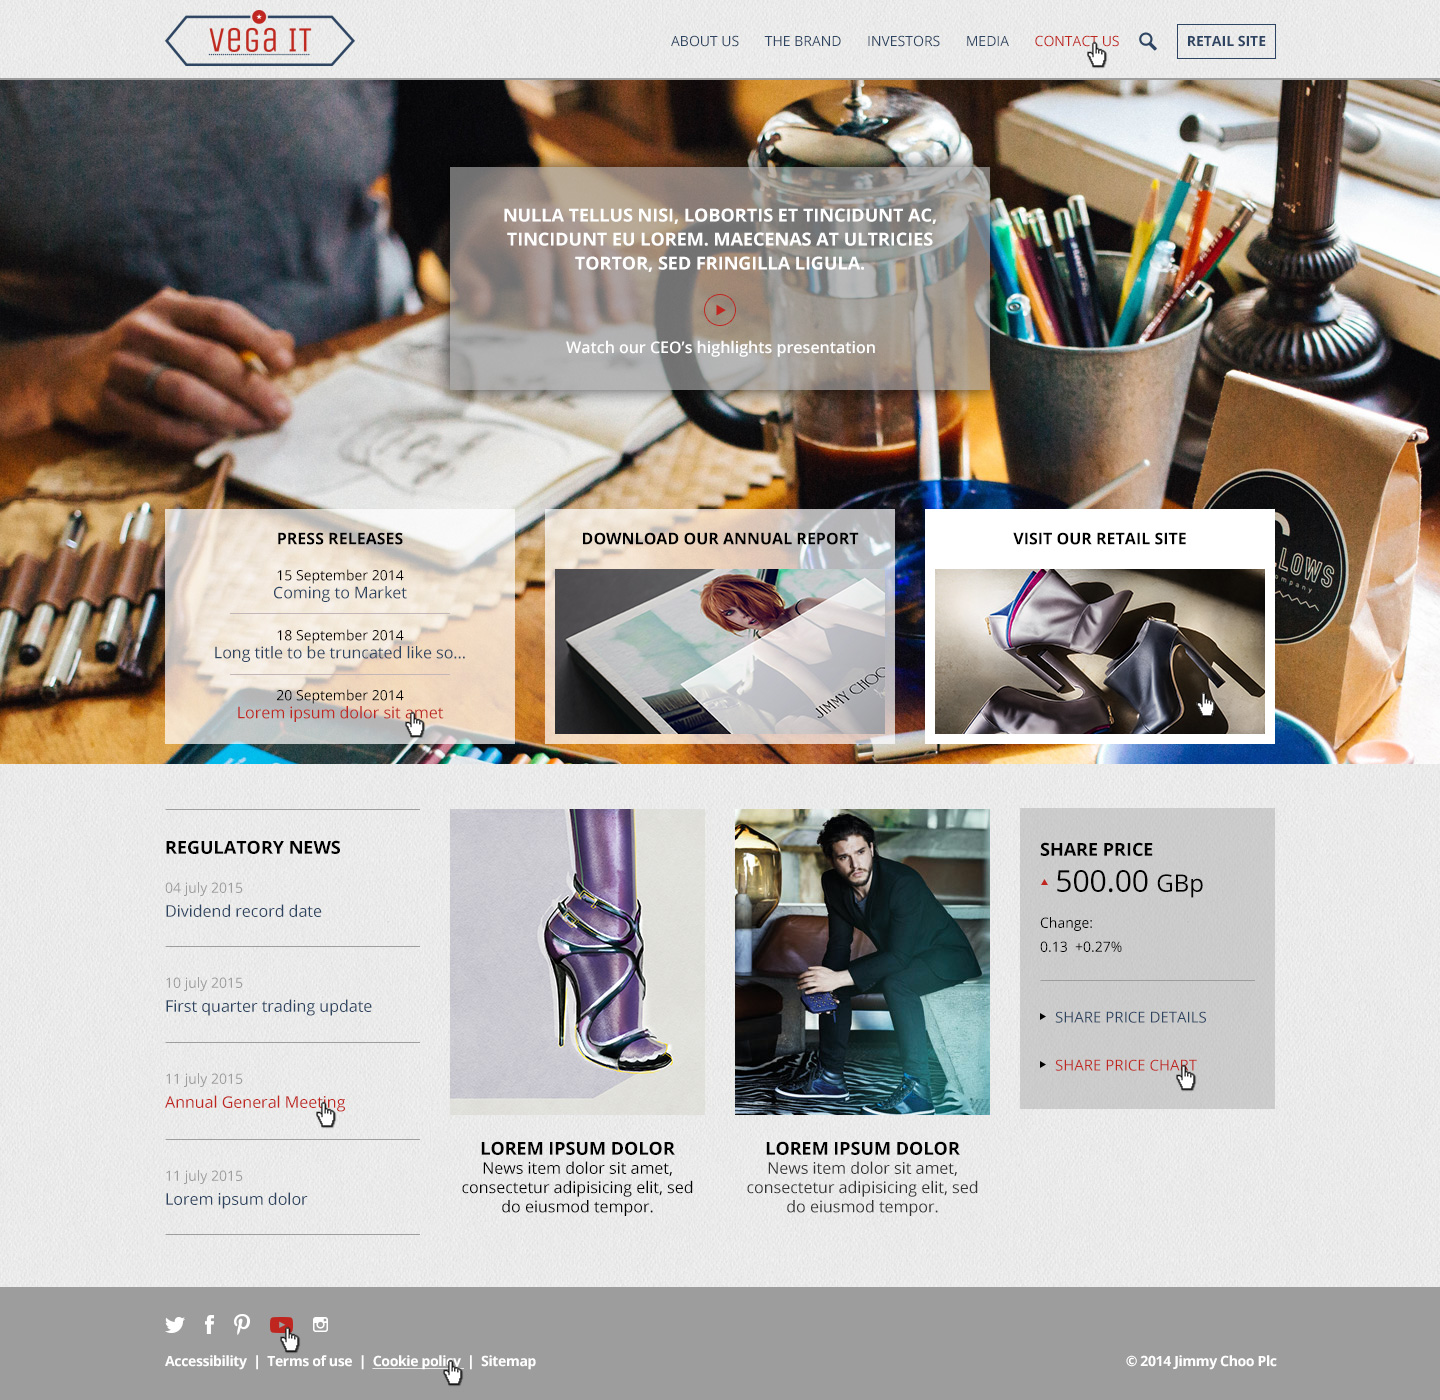 VEGA IT
ABOUT US THE BRAND INVESTORS MEDIA CONTACT US RETAIL SITE
NULLA TELLUS NISI, LOBORTIS ET TINCIDUNT AC,
TINCIDUNT EU LOREM. MAECENAS AT ULTRICIES
TORTOR, SED FRINGILLA LIGULA.
Watch our CEO's highlights presentation
PRESS RELEASES
15 September 2014
Coming to Market
18 September 2014
Long title to be truncated like so...
20 September 2014
Lorem ipsum dolor sit amet
DOWNLOAD OUR ANNUAL REPORT
JIMMY CHOO
VISIT OUR RETAIL SITE
REGULATORY NEWS
04 july 2015
Dividend record date
10 july 2015
First quarter trading update
11 july 2015
Annual General Meeting
11 july 2015
Lorem ipsum dolor
LOREM IPSUM DOLOR
News item dolor sit amet,
consectetur adipisicing elit, sed
do eiusmod tempor.
LOREM IPSUM DOLOR
News item dolor sit amet,
consectetur adipisicing elit, sed
do eiusmod tempor.
SHARE PRICE
500.00 GBp
Change:
0.13 +0.27%
SHARE PRICE DETAILS
SHARE PRICE CHART
Accessibility | Terms of use | Cookie policy | Sitemap
© 2014 Jimmy Choo Plc